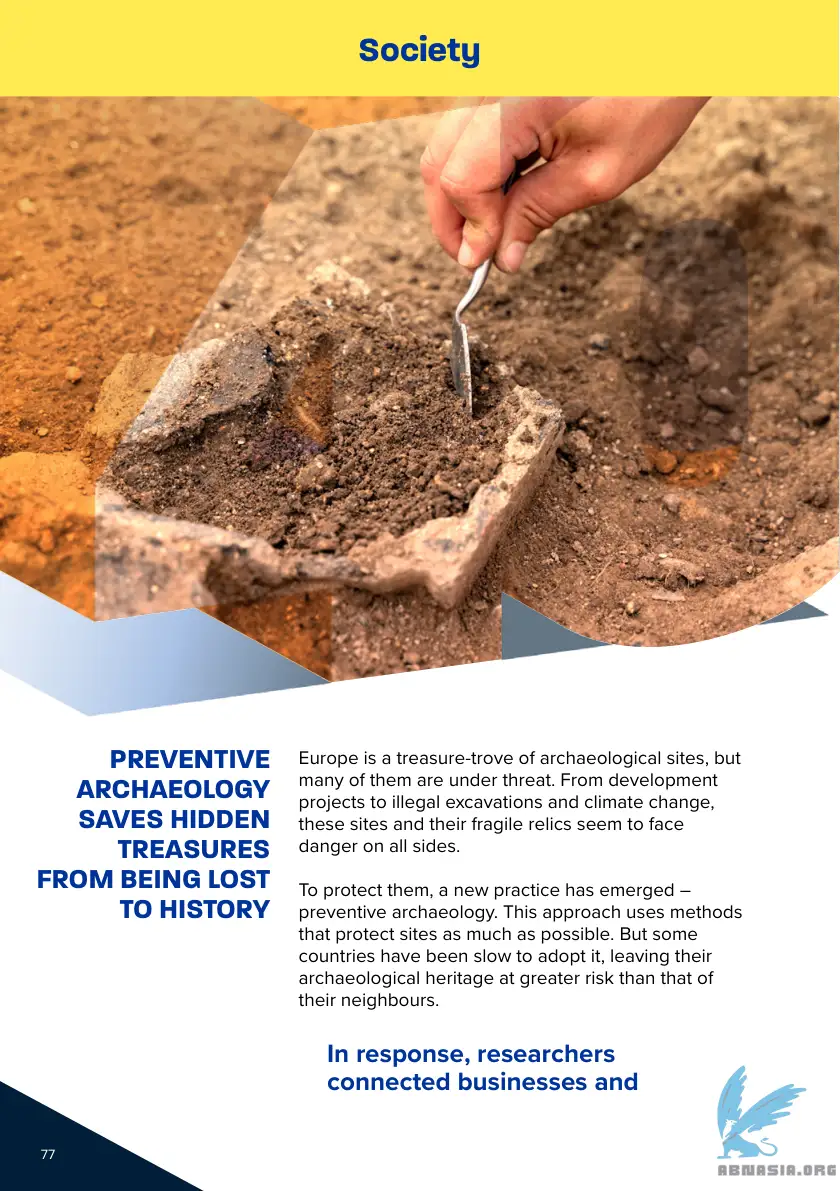 Society
PREVENTIVE
ARCHAEOLOGY
SAVES HIDDEN
TREASURES
FROM BEING LOST
TO HISTORY
Europe is a treasure-trove of archaeological sites, but
many of them are under threat. From development
projects to illegal excavations and climate change,
these sites and their fragile relics seem to face
danger on all sides.
To protect them, a new practice has emerged –
preventive archaeology. This approach uses methods
that protect sites as much as possible. But some
countries have been slow to adopt it, leaving their
archaeological heritage at greater risk than that of
their neighbours.
In response, researchers
connected businesses and
77
ABNASIA.ORG